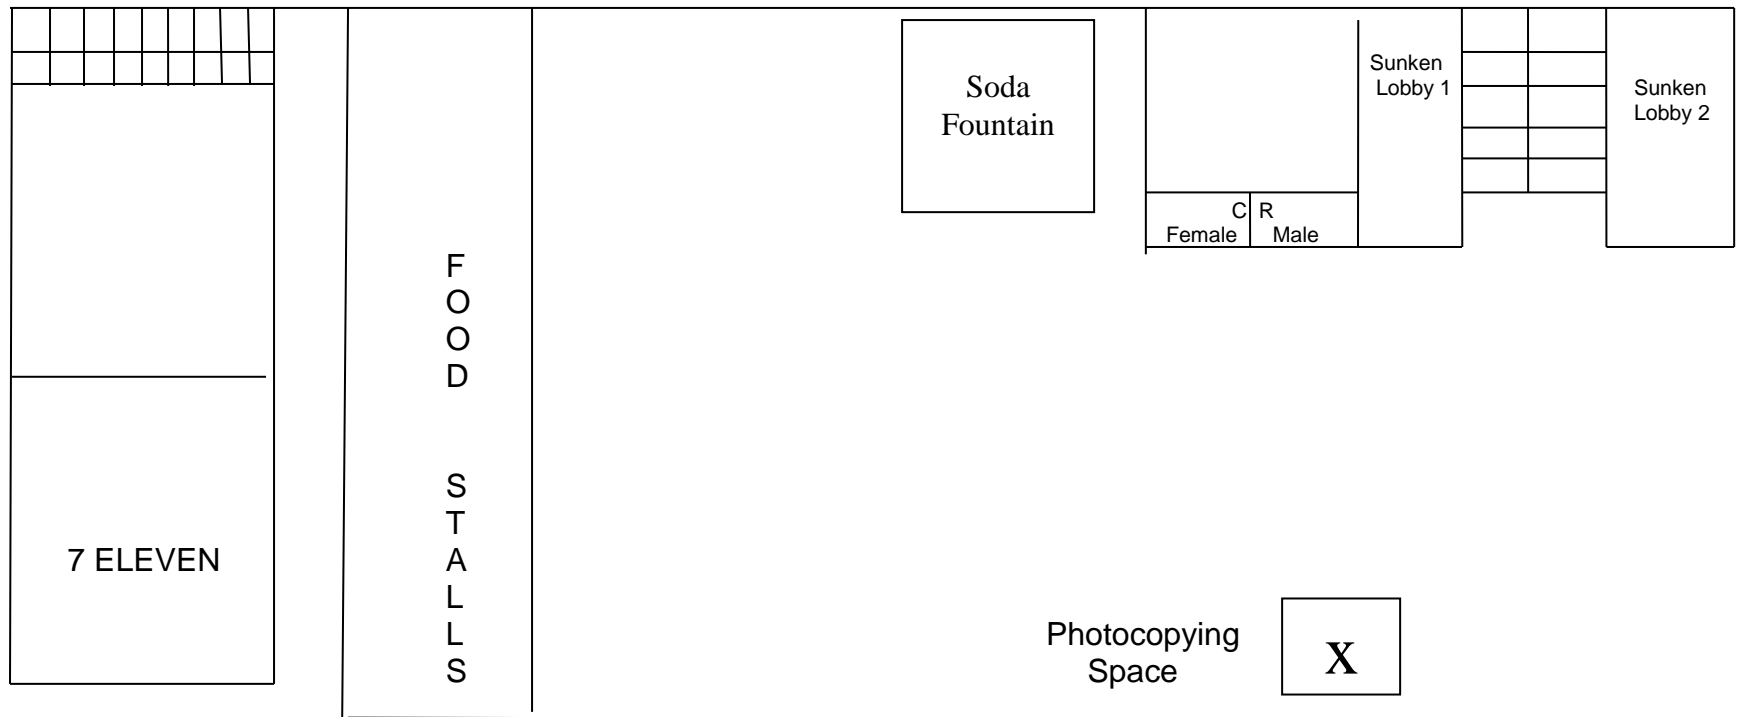 Soda
Fountain
Sunken
Lobby 1
Sunken
Lobby 2
C R
Female Male
F
O
O
D
S
T
A
L
L
S
7 ELEVEN
Photocopying
Space
X